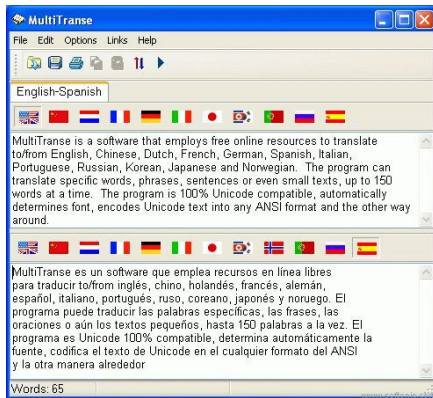 MultiTranse
File Edit Options Links Help
English-Spanish
MultiTranse is a software that employs free online resources to translate
to/from English, Chinese, Dutch, French, German, Spanish, Italian,
Portuguese, Russian, Korean, Japanese and Norwegian. The program can
translate specific words, phrases, sentences or even small texts, up to 150
words at a time. The program is 100% Unicode compatible, automatically
determines font, encodes Unicode text into any ANSI format and the other way
around.
MultiTranse es un software que emplea recursos en línea libres
para traducir to/from inglés, chino, holandés, francés, alemán,
español, italiano, portugués, ruso, coreano, japonés y noruego. El
programa puede traducir las palabras específicas, las frases, las
oraciones o aún los textos pequeños, hasta 150 palabras a la vez. El
programa es Unicode 100% compatible, determina automáticamente la
fuente, codifica el texto de Unicode en el cualquier formato del ANSI
y la otra manera alrededor
Words: 65